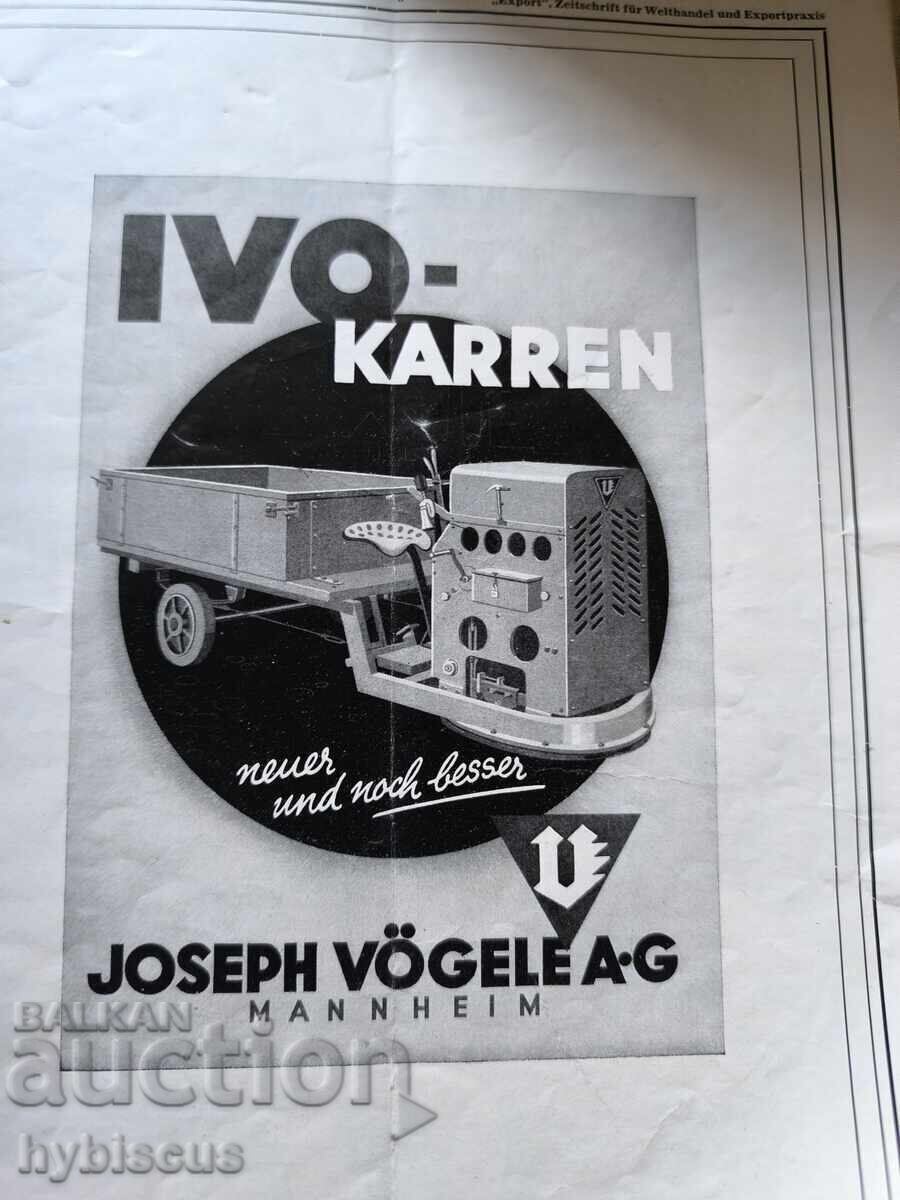 „Export“, Zeitschrift für Welthandel und Exportpraxis
IVO-
KARREN
V
neuer
und noch besser
V
JOSEPH VÖGELE A·G
MANNHEIM
BALKAN
auction
hybiscus